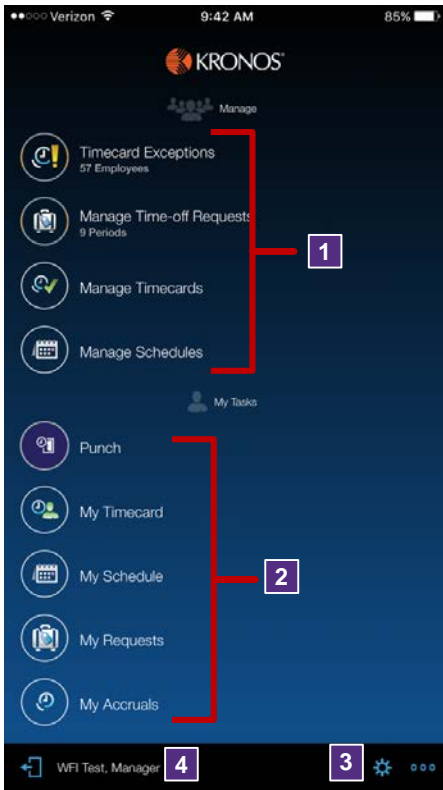 Verizon 9:42 AM 85%
KRONOS
Manage
Timecard Exceptions
57 Employees
Manage Time-off Requests
9 Periods
1
Manage Timecards
Manage Schedules
My Tasks
Punch
My Timecard
My Schedule
2
My Requests
My Accruals
WFI Test, Manager 4 3